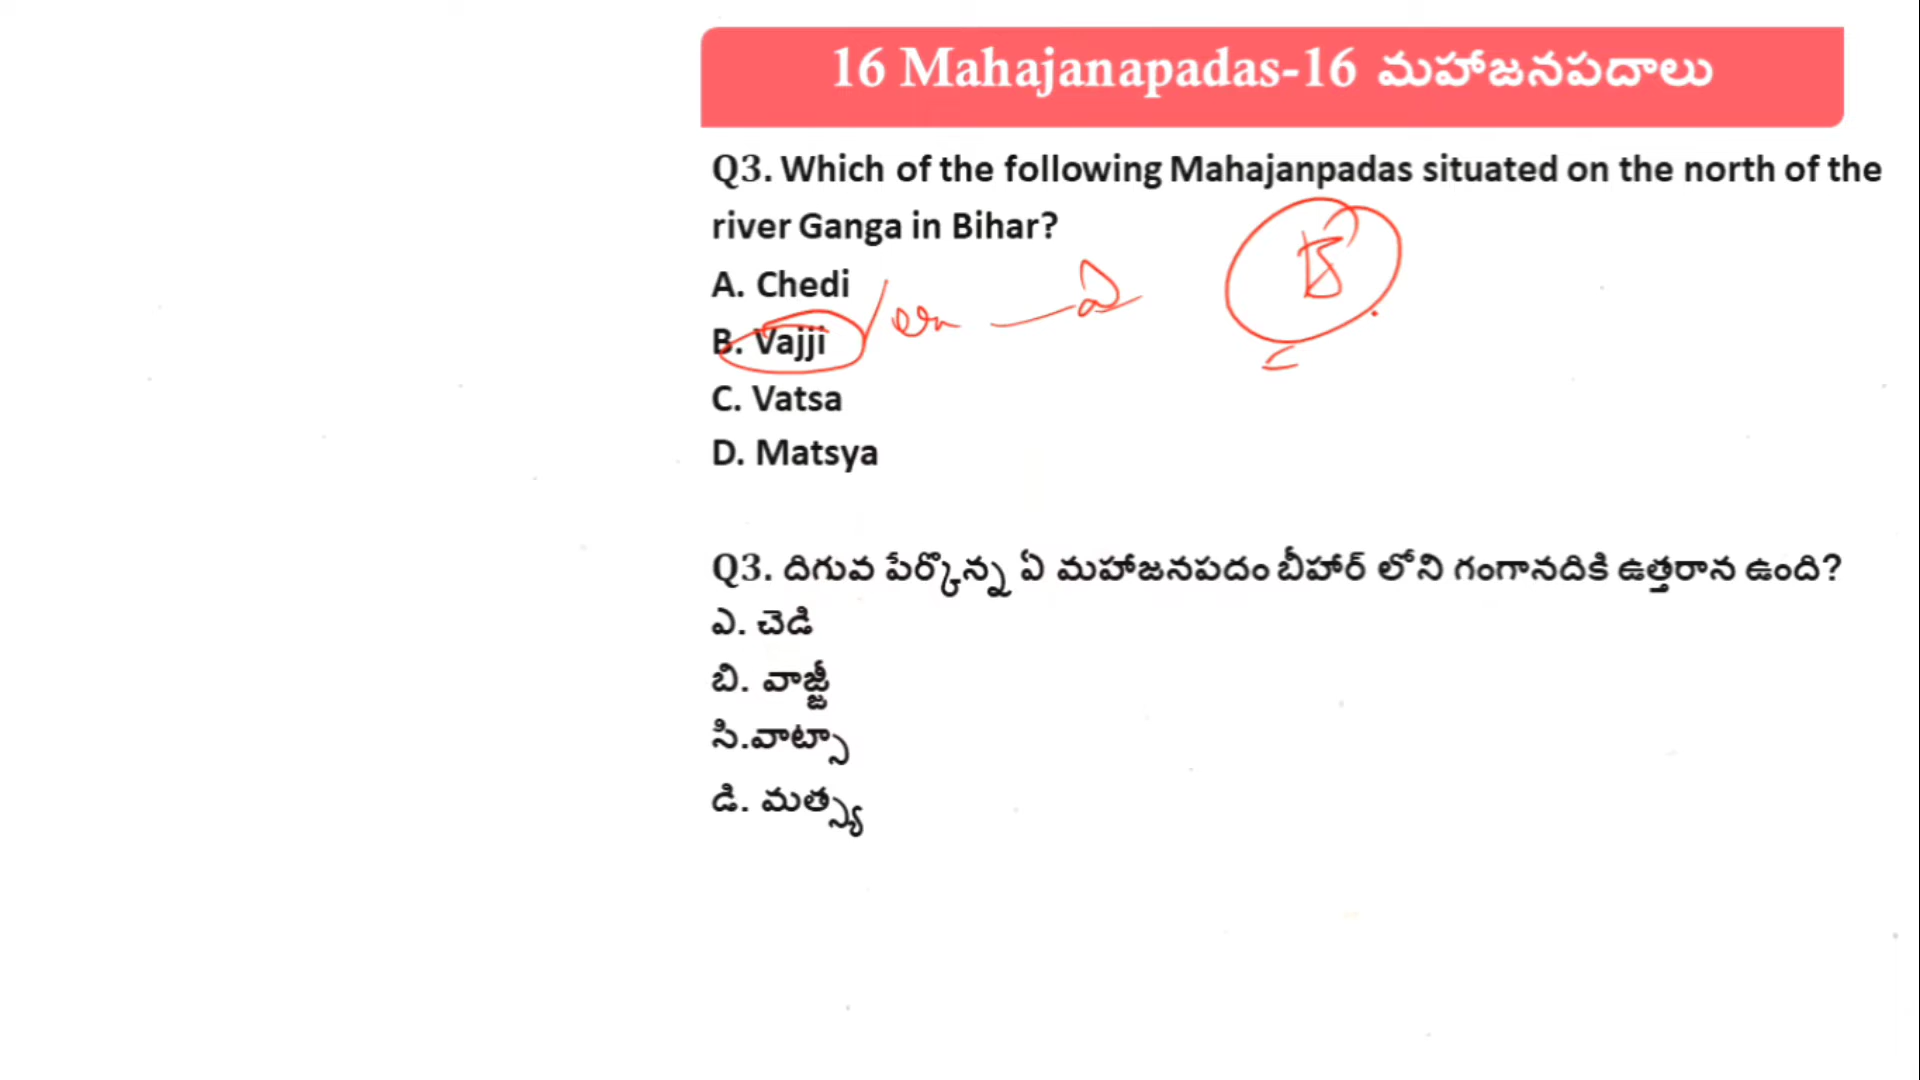 16 Mahajanapadas-16 మహాజనపదాలు
Q3. Which of the following Mahajanpadas situated on the north of the
river Ganga in Bihar?
B
A. Chedi
B. Vajji
C. Vatsa
D. Matsya
Q3. దిగువ పేర్కొన్న ఏ మహాజనపదం బీహార్ లోని గంగానదికి ఉత్తరాన ఉంది?
ఎ. చెడి
బి. వాజ్జీ
సి.వాట్సా
డి. మత్స్య